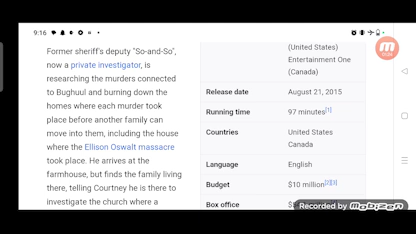 9:16
Former sheriff's deputy "So-and-So",
now a private investigator, is
researching the murders connected
to Bughuul and burning down the
homes where each murder took
place before another family can
move into them, including the house
where the Ellison Oswalt massacre
took place. He arrives at the
farmhouse, but finds the family living
there, telling Courtney he is there to
investigate the church where a
(United States)
Entertainment One
(Canada)
Release date August 21, 2015
Running time 97 minutes[1]
Countries United States
Canada
Language English
Budget $10 million[2][3]
Box office
Recorded by MOBIZEN